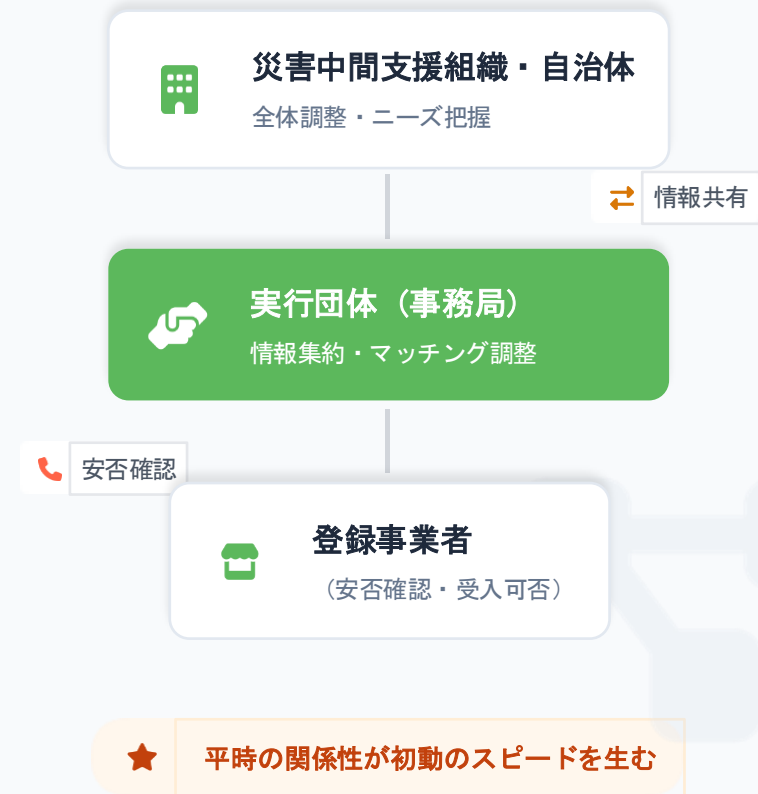 災害中間支援組織・自治体
全体調整・ニーズ把握
情報共有
実行団体（事務局）
情報集約・マッチング調整
安否確認
登録事業者
（安否確認・受入可否）
平時の関係性が初動のスピードを生む